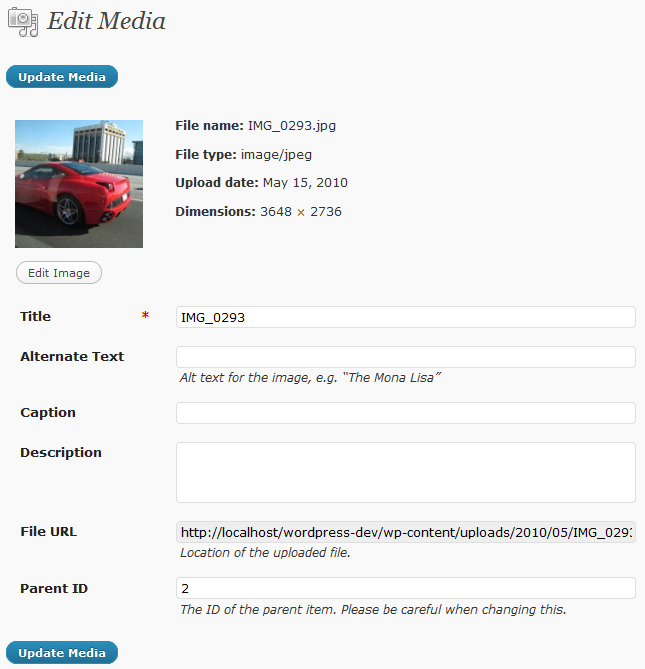 Edit Media
Update Media
File name: IMG_0293.jpg
File type: image/jpeg
Upload date: May 15, 2010
Dimensions: 3648 × 2736
Edit Image
Title * IMG_0293
Alternate Text
Alt text for the image, e.g. “The Mona Lisa”
Caption
Description
File URL http://localhost/wordpress-dev/wp-content/uploads/2010/05/IMG_0293
Location of the uploaded file.
Parent ID 2
The ID of the parent item. Please be careful when changing this.
Update Media